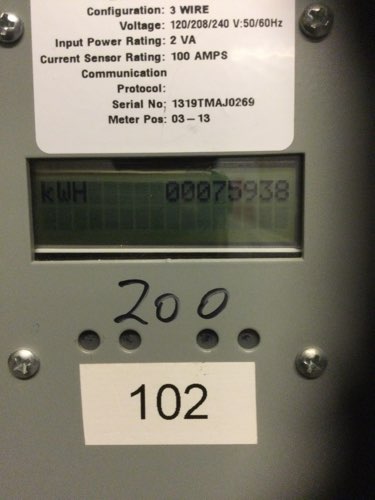 Configuration: 3 WIRE
Voltage: 120/208/240 V:50/60Hz
Input Power Rating: 2 VA
Current Sensor Rating: 100 AMPS
Communication
Protocol:
Serial No: 1319TMAJ0269
Meter Pos: 03-13
kWH 00075938
200
102